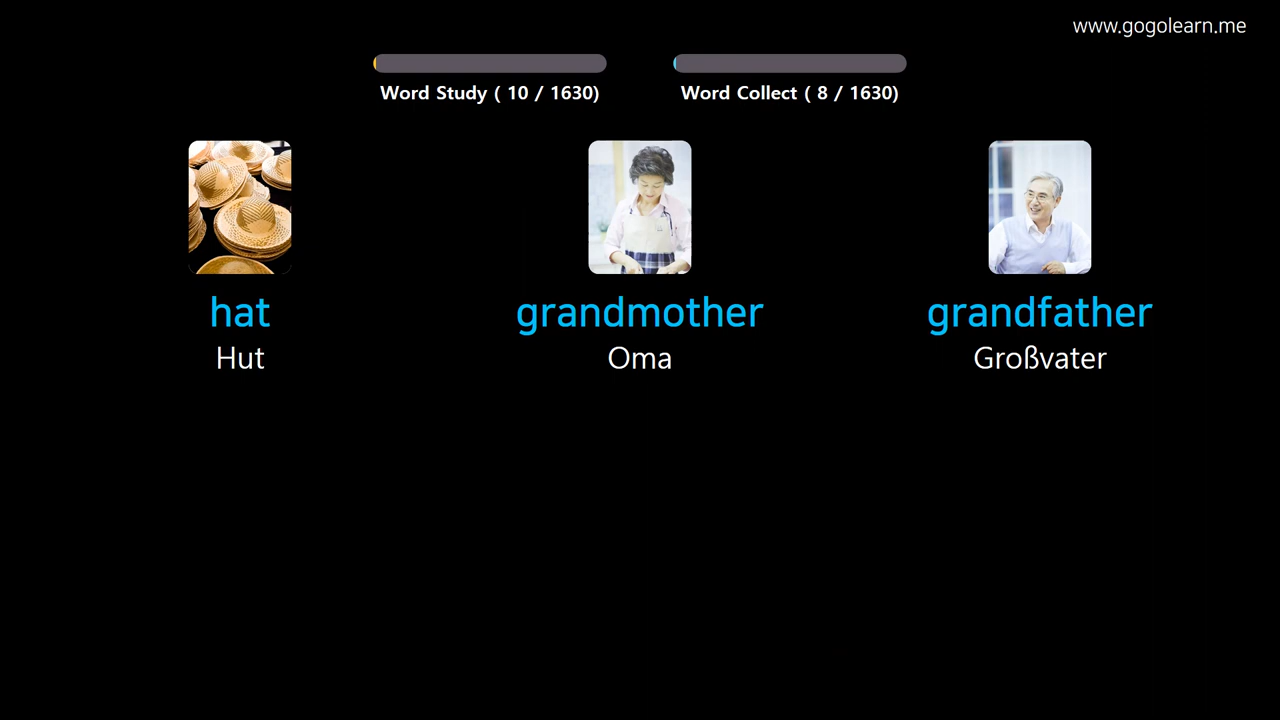 www.gogolearn.me
Word Study ( 10 / 1630)
Word Collect ( 8 / 1630)
hat
Hut
grandmother
Oma
grandfather
Großvater